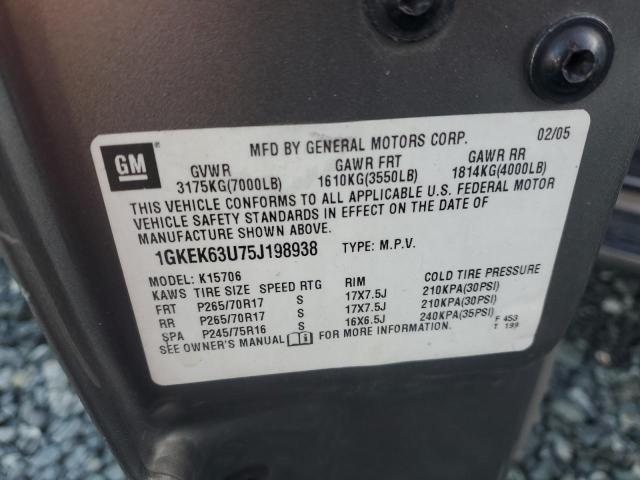 GM
MFD BY GENERAL MOTORS CORP. 02/05
GVWR GAWR FRT GAWR RR
3175KG(7000LB) 1610KG(3550LB) 1814KG(4000LB)
THIS VEHICLE CONFORMS TO ALL APPLICABLE U.S. FEDERAL MOTOR
VEHICLE SAFETY STANDARDS IN EFFECT ON THE DATE OF
MANUFACTURE SHOWN ABOVE.
1GKEK63U75J198938 TYPE: M.P.V.
MODEL: K15706
KAWS TIRE SIZE SPEED RTG RIM COLD TIRE PRESSURE
FRT P265/70R17 S 17X7.5J 210KPA(30PSI)
RR P265/70R17 S 17X7.5J 210KPA(30PSI)
SPA P245/75R16 S 16X6.5J 240KPA(35PSI) F 453
SEE OWNER'S MANUAL FOR MORE INFORMATION. T 199